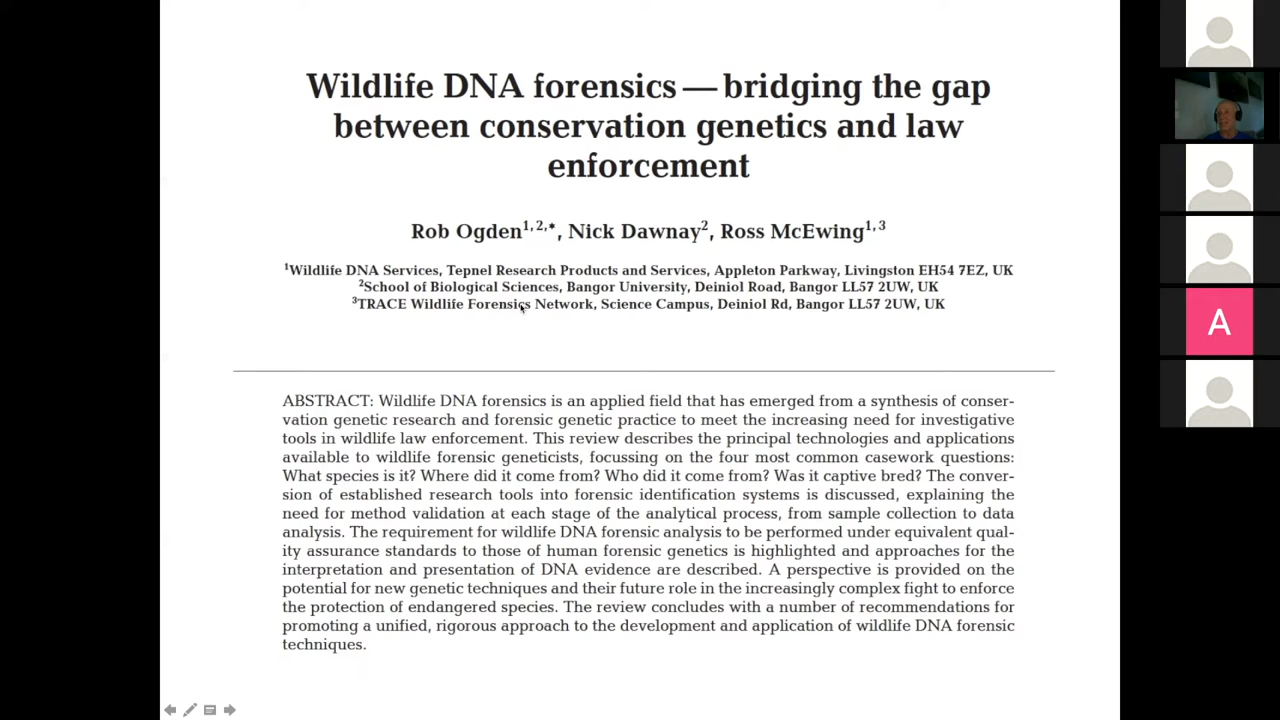 Wildlife DNA forensics — bridging the gap
between conservation genetics and law
enforcement
Rob Ogden1,2,*, Nick Dawnay2, Ross McEwing1,3
1Wildlife DNA Services, Tepnel Research Products and Services, Appleton Parkway, Livingston EH54 7EZ, UK
2School of Biological Sciences, Bangor University, Deiniol Road, Bangor LL57 2UW, UK
3TRACE Wildlife Forensics Network, Science Campus, Deiniol Rd, Bangor LL57 2UW, UK
ABSTRACT: Wildlife DNA forensics is an applied field that has emerged from a synthesis of conser-
vation genetic research and forensic genetic practice to meet the increasing need for investigative
tools in wildlife law enforcement. This review describes the principal technologies and applications
available to wildlife forensic geneticists, focussing on the four most common casework questions:
What species is it? Where did it come from? Who did it come from? Was it captive bred? The conver-
sion of established research tools into forensic identification systems is discussed, explaining the
need for method validation at each stage of the analytical process, from sample collection to data
analysis. The requirement for wildlife DNA forensic analysis to be performed under equivalent qual-
ity assurance standards to those of human forensic genetics is highlighted and approaches for the
interpretation and presentation of DNA evidence are described. A perspective is provided on the
potential for new genetic techniques and their future role in the increasingly complex fight to enforce
the protection of endangered species. The review concludes with a number of recommendations for
promoting a unified, rigorous approach to the development and application of wildlife DNA forensic
techniques.
A